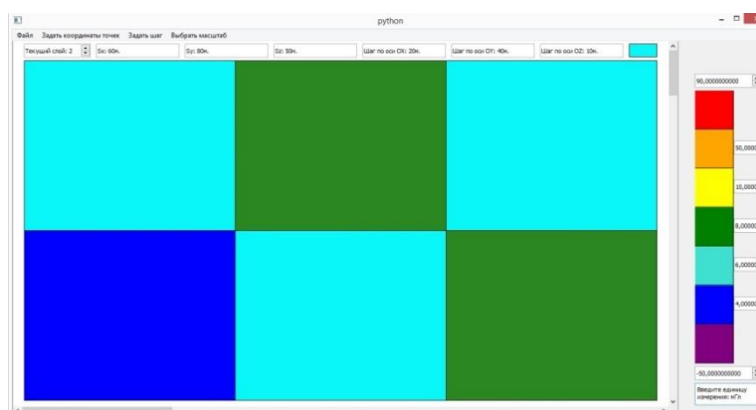 python
Файл Задать координаты точек Задать шаг Выбрать масштаб
Текущий слой: 2 Sx: 60м. Sy: 80м. Sz: 50м. Шаг по оси OX: 20м. Шаг по оси OY: 40м. Шаг по оси OZ: 10м.
90,0000000000
50,0000
10,0000
8,0000
6,0000
4,0000
-50,0000000000
Введите единицу
измерения: мГл